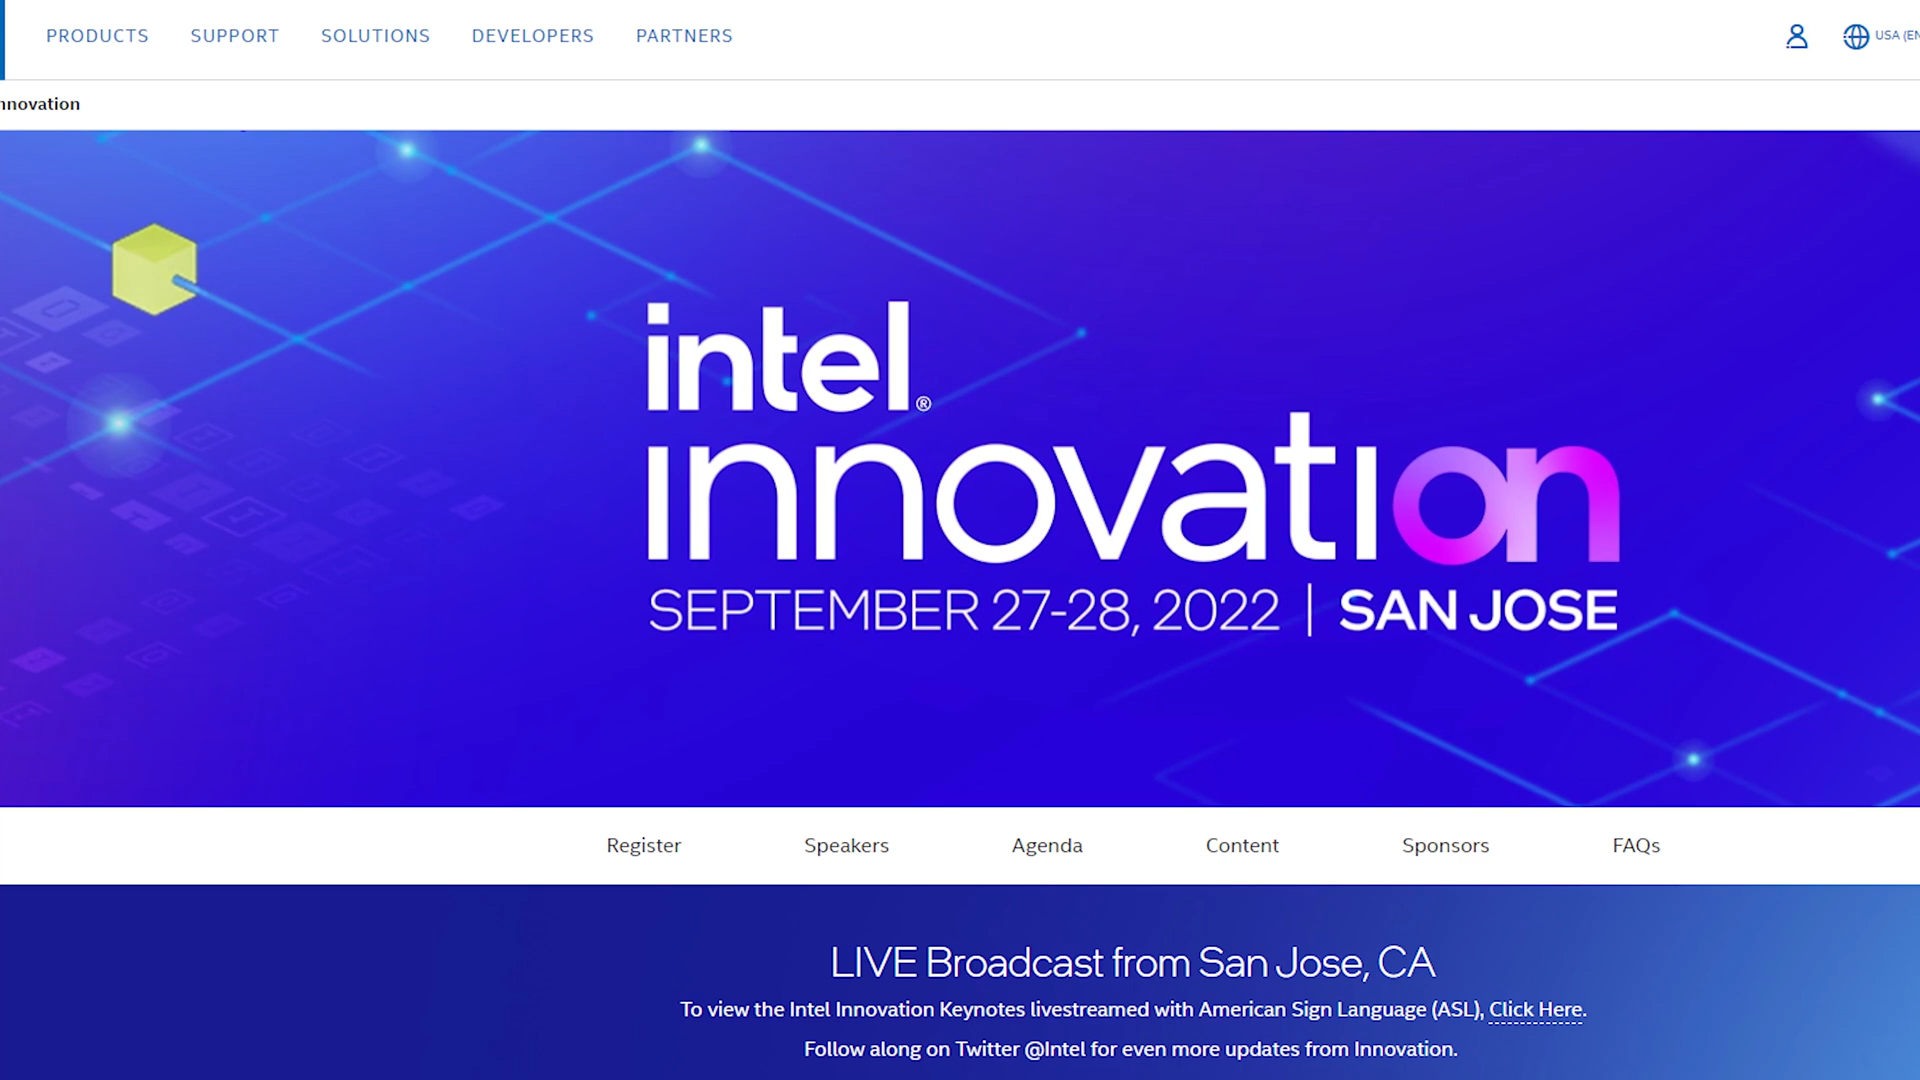 PRODUCTS SUPPORT SOLUTIONS DEVELOPERS PARTNERS USA (EN
nnovation
intel®
innovation
SEPTEMBER 27-28, 2022 | SAN JOSE
Register Speakers Agenda Content Sponsors FAQs
LIVE Broadcast from San Jose, CA
To view the Intel Innovation Keynotes livestreamed with American Sign Language (ASL), Click Here.
Follow along on Twitter @Intel for even more updates from Innovation.